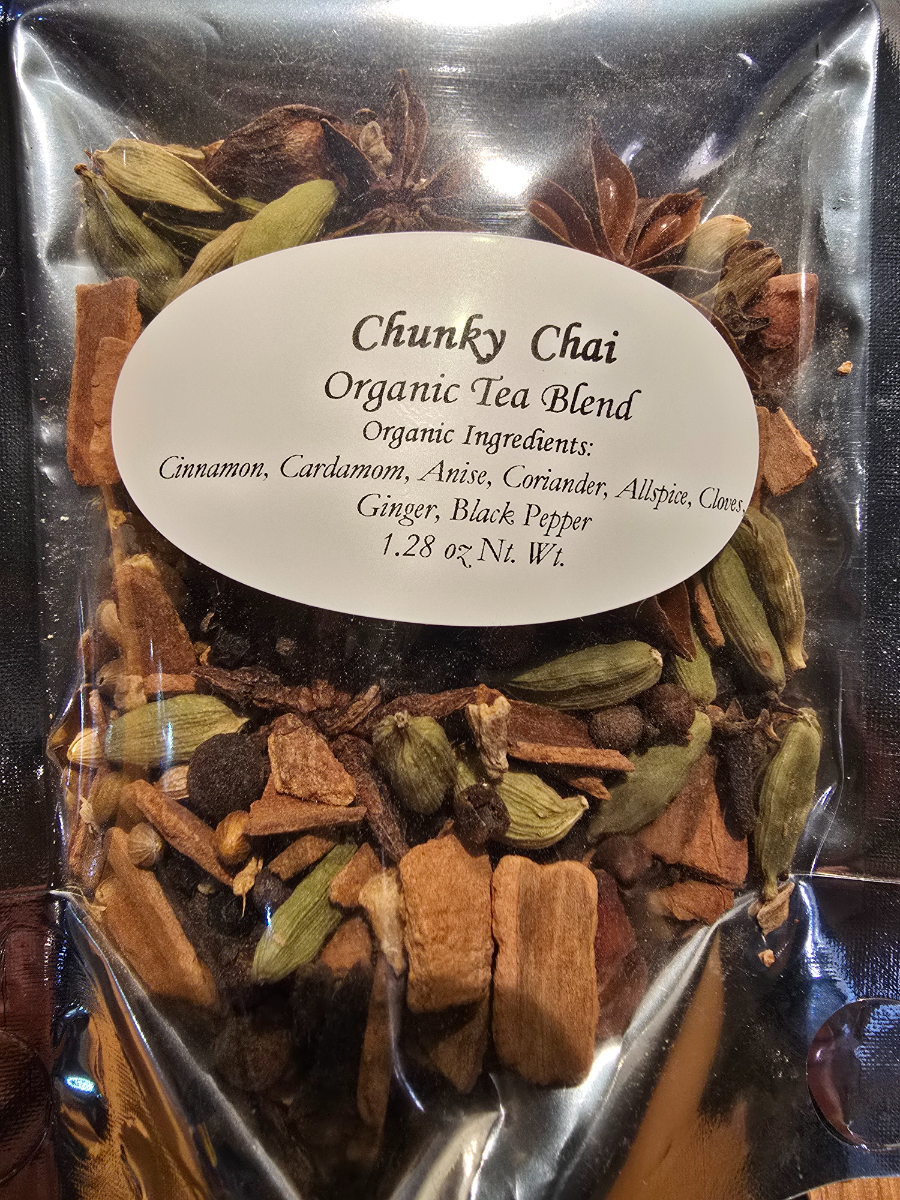 Chunky Chai
Organic Tea Blend
Organic Ingredients:
Cinnamon, Cardamom, Anise, Coriander, Allspice, Cloves,
Ginger, Black Pepper
1.28 oz Nt. Wt.